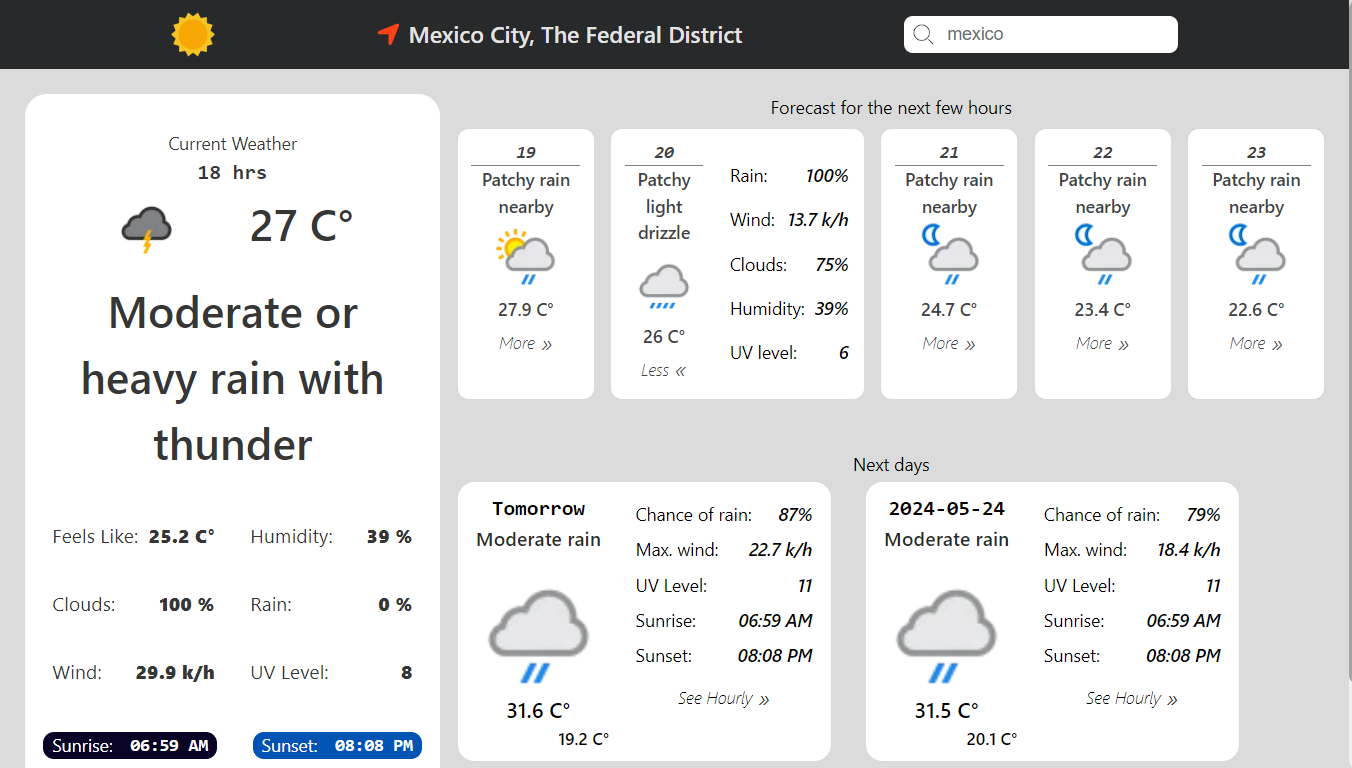 Mexico City, The Federal District
mexico
Current Weather
18 hrs
27 C°
Moderate or
heavy rain with
thunder
Feels Like: 25.2 C°
Humidity: 39 %
Clouds: 100 %
Rain: 0 %
Wind: 29.9 k/h
UV Level: 8
Sunrise: 06:59 AM
Sunset: 08:08 PM
Forecast for the next few hours
19
Patchy rain
nearby
27.9 C°
More »
20
Patchy
light
drizzle
26 C°
Less «
Rain: 100%
Wind: 13.7 k/h
Clouds: 75%
Humidity: 39%
UV level: 6
21
Patchy rain
nearby
24.7 C°
More »
22
Patchy rain
nearby
23.4 C°
More »
23
Patchy rain
nearby
22.6 C°
More »
Next days
Tomorrow
Moderate rain
31.6 C°
19.2 C°
Chance of rain: 87%
Max. wind: 22.7 k/h
UV Level: 11
Sunrise: 06:59 AM
Sunset: 08:08 PM
See Hourly »
2024-05-24
Moderate rain
31.5 C°
20.1 C°
Chance of rain: 79%
Max. wind: 18.4 k/h
UV Level: 11
Sunrise: 06:59 AM
Sunset: 08:08 PM
See Hourly »